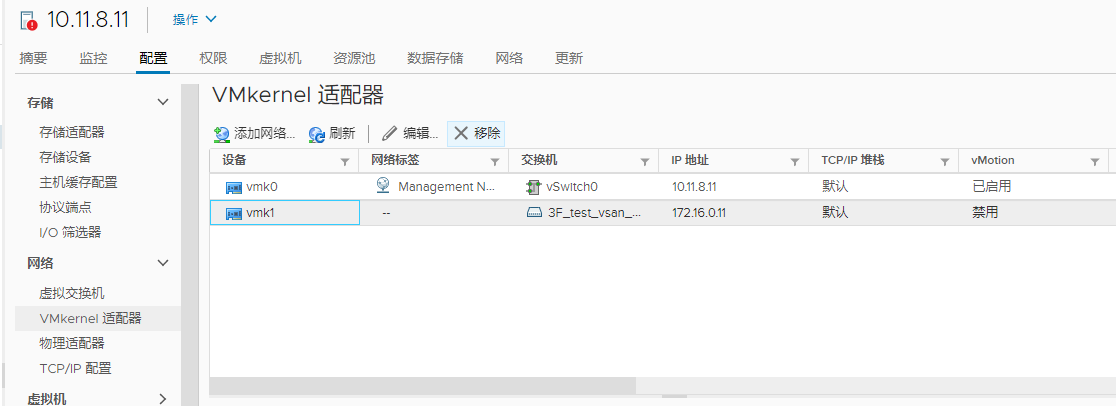 10.11.8.11 操作
摘要 监控 配置 权限 虚拟机 资源池 数据存储 网络 更新
存储
存储适配器
存储设备
主机缓存配置
协议端点
I/O 筛选器
网络
虚拟交换机
VMkernel 适配器
物理适配器
TCP/IP 配置
虚拟机
VMkernel 适配器
添加网络... 刷新 编辑... 移除
设备 网络标签 交换机 IP 地址 TCP/IP 堆栈 vMotion
vmk0 Management N... vSwitch0 10.11.8.11 默认 已启用
vmk1 -- 3F_test_vsan_... 172.16.0.11 默认 禁用